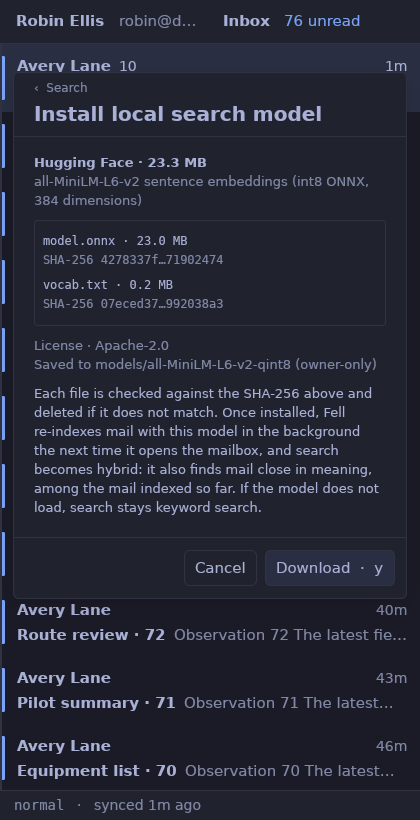 Robin Ellis robin@d… Inbox 76 unread
Avery Lane 10 1m
‹ Search
Install local search model
Hugging Face · 23.3 MB
all-MiniLM-L6-v2 sentence embeddings (int8 ONNX,
384 dimensions)
model.onnx · 23.0 MB
SHA-256 4278337f…71902474
vocab.txt · 0.2 MB
SHA-256 07eced37…992038a3
License · Apache-2.0
Saved to models/all-MiniLM-L6-v2-qint8 (owner-only)
Each file is checked against the SHA-256 above and
deleted if it does not match. Once installed, Fell
re-indexes mail with this model in the background
the next time it opens the mailbox, and search
becomes hybrid: it also finds mail close in meaning,
among the mail indexed so far. If the model does not
load, search stays keyword search.
Cancel Download · y
Avery Lane 40m
Route review · 72 Observation 72 The latest fie…
Avery Lane 43m
Pilot summary · 71 Observation 71 The latest…
Avery Lane 46m
Equipment list · 70 Observation 70 The latest…
normal · synced 1m ago